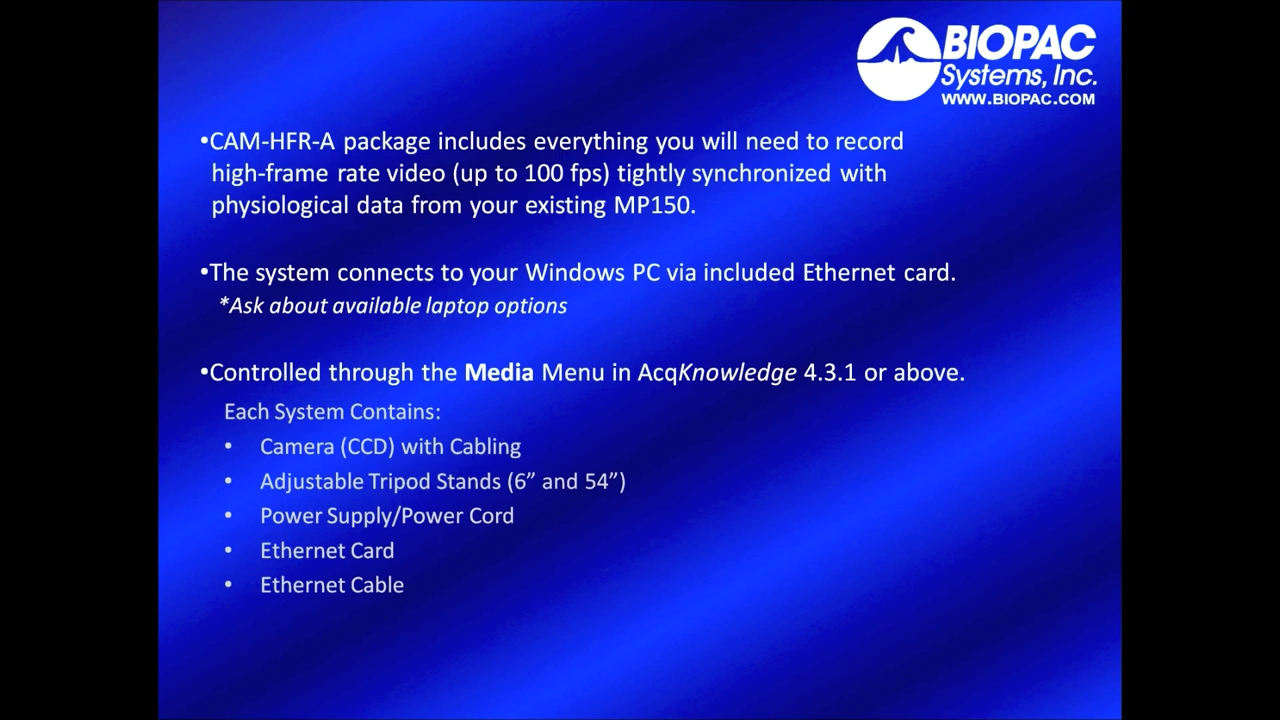 BIOPAC
Systems, Inc.
WWW.BIOPAC.COM
•CAM-HFR-A package includes everything you will need to record
high-frame rate video (up to 100 fps) tightly synchronized with
physiological data from your existing MP150.
•The system connects to your Windows PC via included Ethernet card.
*Ask about available laptop options
•Controlled through the Media Menu in AcqKnowledge 4.3.1 or above.
Each System Contains:
• Camera (CCD) with Cabling
• Adjustable Tripod Stands (6” and 54”)
• Power Supply/Power Cord
• Ethernet Card
• Ethernet Cable